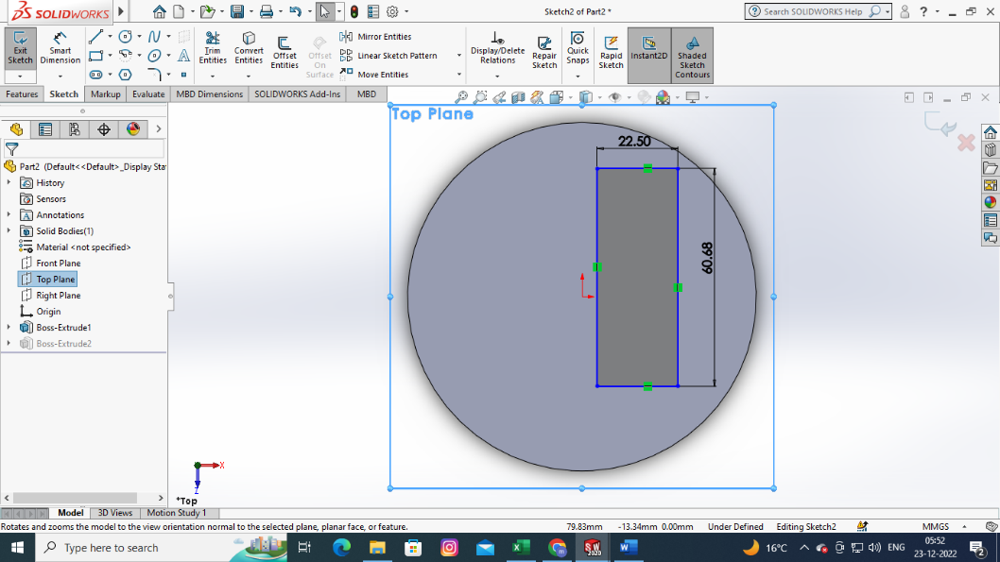 SOLIDWORKS
Sketch2 of Part2 *
Search SOLIDWORKS Help
Exit Sketch
Smart Dimension
Trim Entities
Convert Entities
Offset Entities
Offset On Surface
Mirror Entities
Linear Sketch Pattern
Move Entities
Display/Delete Relations
Repair Sketch
Quick Snaps
Rapid Sketch
Instant2D
Shaded Sketch Contours
Features
Sketch
Markup
Evaluate
MBD Dimensions
SOLIDWORKS Add-Ins
MBD
Top Plane
22.50
60.68
Part2 (Default<<Default>_Display Sta
History
Sensors
Annotations
Solid Bodies(1)
Material <not specified>
Front Plane
Top Plane
Right Plane
Origin
Boss-Extrude1
Boss-Extrude2
X
Z
*Top
Model
3D Views
Motion Study 1
Rotates and zooms the model to the view orientation normal to the selected plane, planar face, or feature.
79.83mm
-13.34mm 0.00mm
Under Defined
Editing Sketch2
MMGS
Type here to search
SW
2020
16°C
ENG
05:52
23-12-2022
2